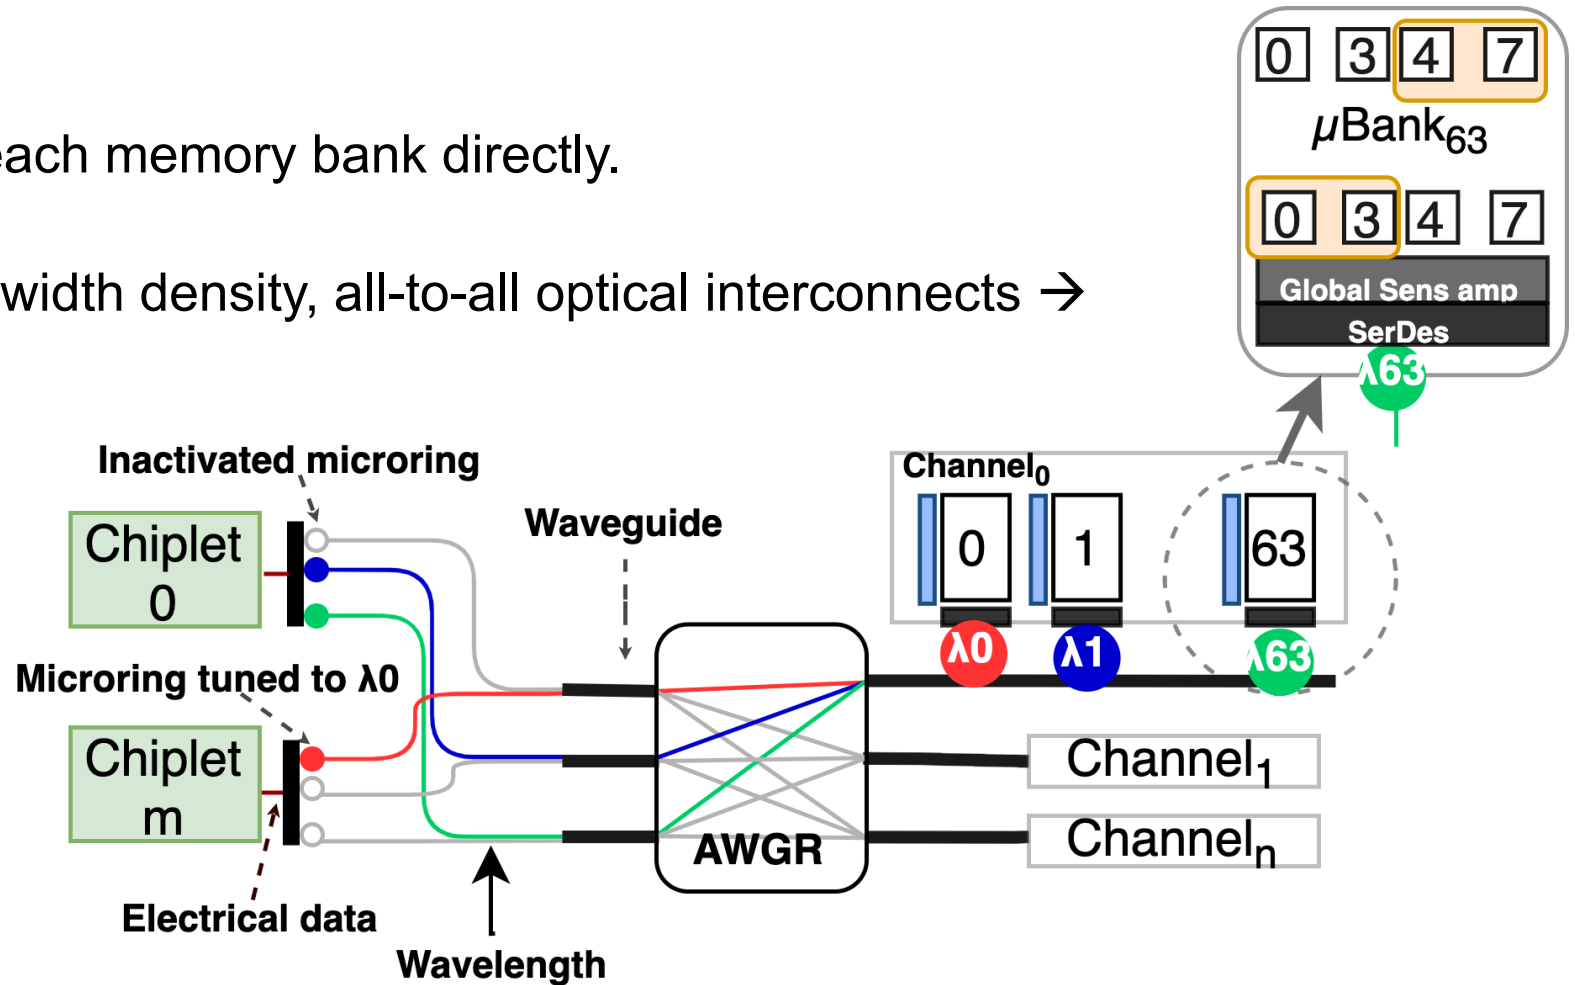 0 3 4 7
μBank63
each memory bank directly.
0 3 4 7
width density, all-to-all optical interconnects →
Global Sens amp
SerDes
λ63
Inactivated microring
Channel0
Waveguide
Chiplet
0
0 1 63
λ0 λ1 λ63
Microring tuned to λ0
Chiplet
m
Channel1
AWGR
Channeln
Electrical data
Wavelength